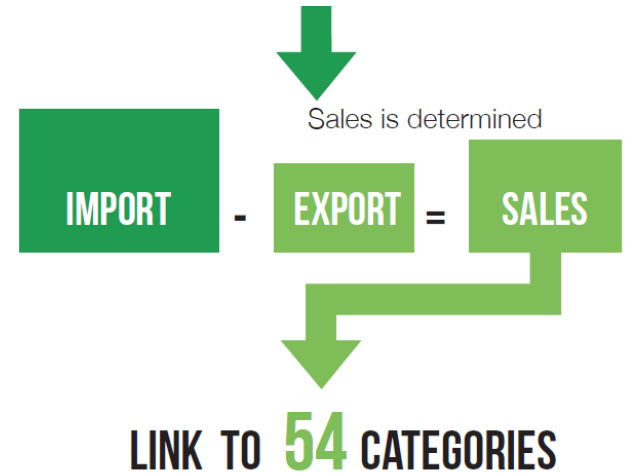 Sales is determined
IMPORT - EXPORT = SALES
LINK TO 54 CATEGORIES